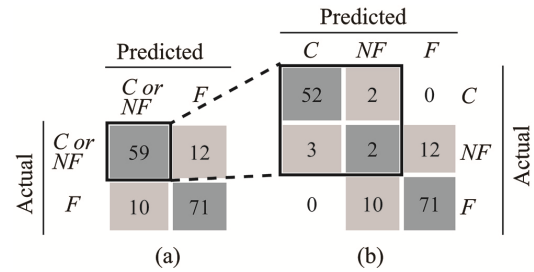 Predicted
C or NF F
Actual
C or NF 59 12
F 10 71
(a)
Predicted
C NF F
52 2 0 C
3 2 12 NF
0 10 71 F
Actual
(b)